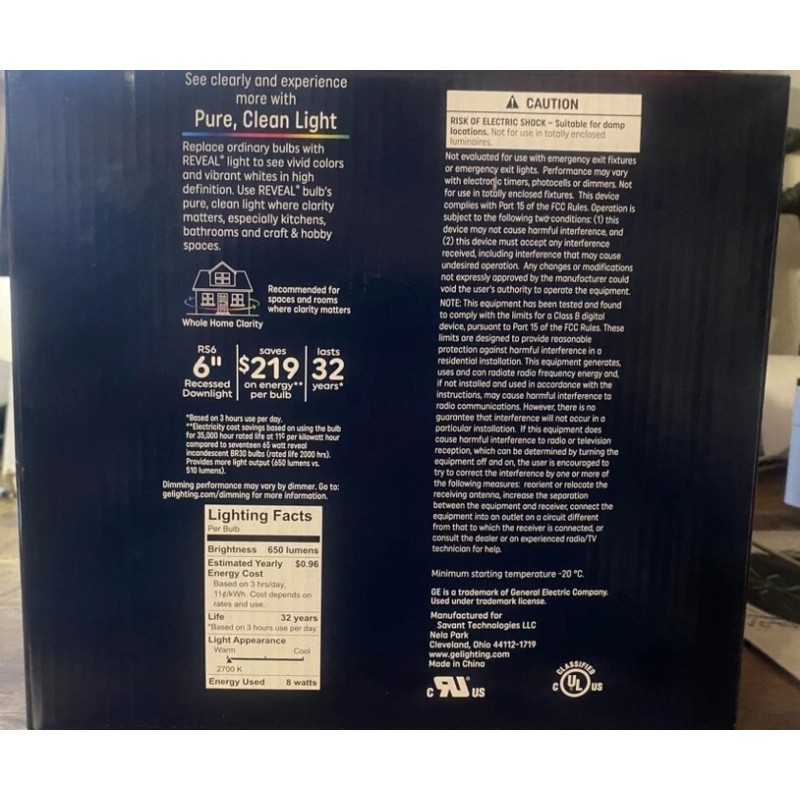 See clearly and experience
more with
Pure, Clean Light
Replace ordinary bulbs with
REVEAL® light to see vivid colors
and vibrant whites in high
definition. Use REVEAL® bulb's
pure, clean light where clarity
matters, especially kitchens,
bathrooms and craft & hobby
spaces.
Recommended for
spaces and rooms
where clarity matters
Whole Home Clarity
RS6
6"
Recessed
Downlight
saves
$219
on energy**
per bulb
lasts
32
years*
*Based on 3 hours use per day.
**Electricity cost savings based on using the bulb
for 35,000 hour rated life at 11¢ per kilowatt hour
compared to seventeen 65 watt reveal
incandescent BR30 bulbs (rated life 2000 hrs).
Provides more light output (650 lumens vs.
510 lumens).
Dimming performance may vary by dimmer. Go to:
gelighting.com/dimming for more information.
Lighting Facts
Per Bulb
Brightness 650 lumens
Estimated Yearly $0.96
Energy Cost
Based on 3 hrs/day,
11¢/kWh. Cost depends on
rates and use.
Life 32 years
*Based on 3 hours use per day.
Light Appearance
Warm Cool
2700 K
Energy Used 8 watts
CAUTION
RISK OF ELECTRIC SHOCK – Suitable for damp
locations. Not for use in totally enclosed
luminaires.
Not evaluated for use with emergency exit fixtures
or emergency exit lights. Performance may vary
with electronic timers, photocells or dimmers. Not
for use in totally enclosed fixtures. This device
complies with Part 15 of the FCC Rules. Operation is
subject to the following two conditions: (1) this
device may not cause harmful interference, and
(2) this device must accept any interference
received, including interference that may cause
undesired operation. Any changes or modifications
not expressly approved by the manufacturer could
void the user's authority to operate the equipment.
NOTE: This equipment has been tested and found
to comply with the limits for a Class B digital
device, pursuant to Part 15 of the FCC Rules. These
limits are designed to provide reasonable
protection against harmful interference in a
residential installation. This equipment generates,
uses and can radiate radio frequency energy and,
if not installed and used in accordance with the
instructions, may cause harmful interference to
radio communications. However, there is no
guarantee that interference will not occur in a
particular installation. If this equipment does
cause harmful interference to radio or television
reception, which can be determined by turning the
equipment off and on, the user is encouraged to
try to correct the interference by one or more of
the following measures: reorient or relocate the
receiving antenna, increase the separation
between the equipment and receiver, connect the
equipment into an outlet on a circuit different
from that to which the receiver is connected, or
consult the dealer or an experienced radio/TV
technician for help.
Minimum starting temperature -20 °C.
GE is a trademark of General Electric Company.
Used under trademark license.
Manufactured for
Savant Technologies LLC
Nela Park
Cleveland, Ohio 44112-1719
www.gelighting.com
Made in China
c RU® US
CLASSIFIED
C UL US